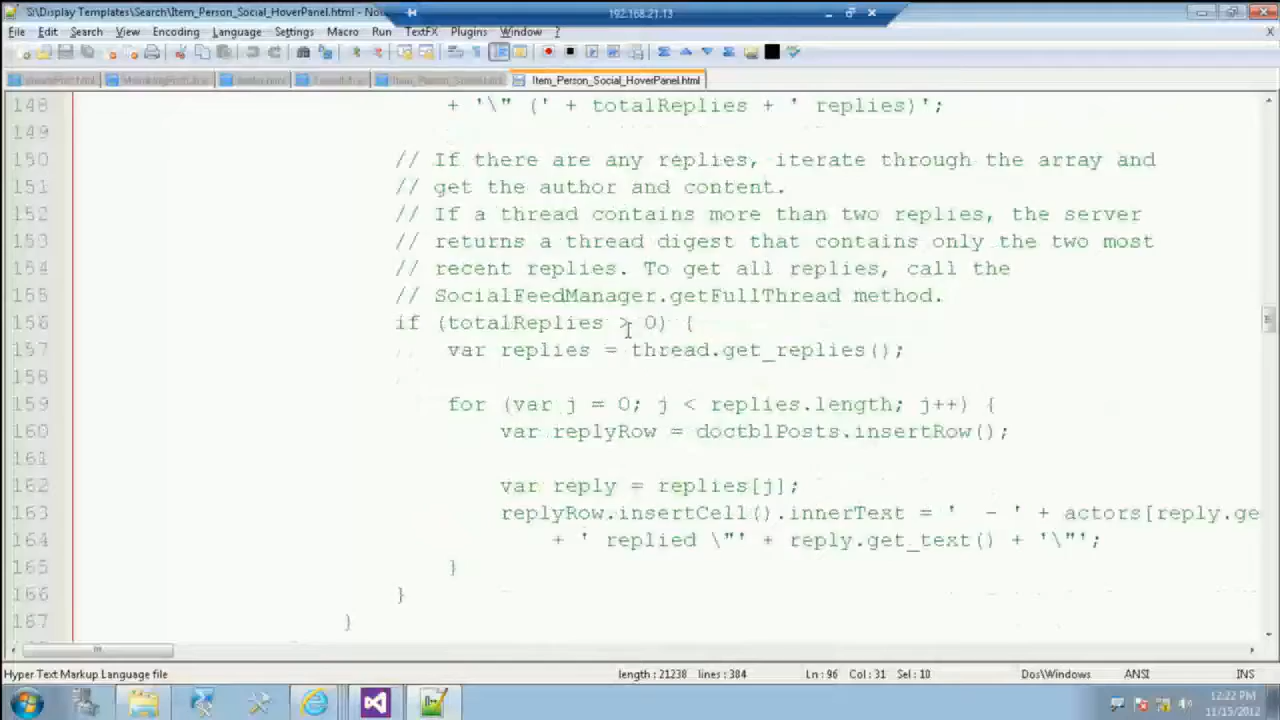 S:\Display Templates\Search\Item_Person_Social_HoverPanel.html - No
192.168.21.13
File Edit Search View Encoding Language Settings Macro Run TextFX Plugins Window ?
Item_Person_Social_HoverPanel.html
148 + '\" (' + totalReplies + ' replies)';
149
150 // If there are any replies, iterate through the array and
151 // get the author and content.
152 // If a thread contains more than two replies, the server
153 // returns a thread digest that contains only the two most
154 // recent replies. To get all replies, call the
155 // SocialFeedManager.getFullThread method.
156 if (totalReplies > 0) {
157 var replies = thread.get_replies();
158
159 for (var j = 0; j < replies.length; j++) {
160 var replyRow = doctblPosts.insertRow();
161
162 var reply = replies[j];
163 replyRow.insertCell().innerText = ' - ' + actors[reply.ge
164 + ' replied \"' + reply.get_text() + '\"';
165 }
166 }
167 }
Hyper Text Markup Language file length : 21238 lines : 384 Ln : 96 Col : 31 Sel : 10 Dos\Windows ANSI INS
12:22 PM
11/15/2012